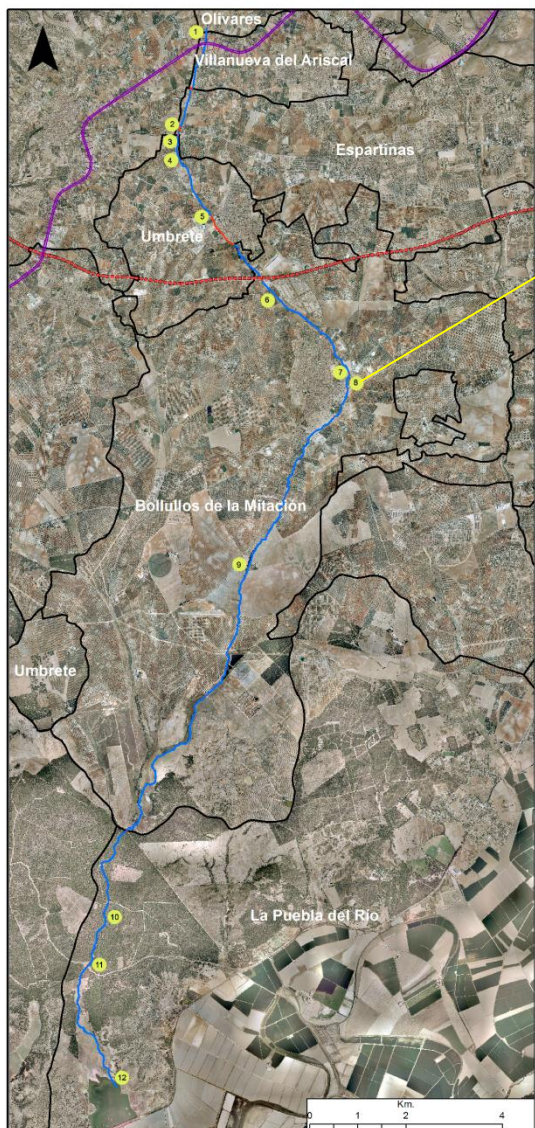 Olivares
1
Villanueva del Ariscal
2
3
Espartinas
4
5
Umbrete
6
7
8
Bollullos de la Mitación
9
Umbrete
10
La Puebla del Río
11
12
Km.
0 1 2 4